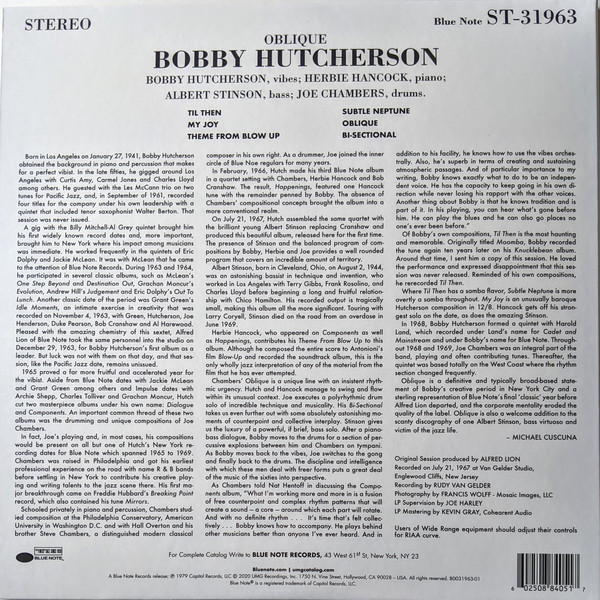 STEREO
Blue Note ST-31963
OBLIQUE
BOBBY HUTCHERSON
BOBBY HUTCHERSON, vibes; HERBIE HANCOCK, piano;
ALBERT STINSON, bass; JOE CHAMBERS, drums.
TIL THEN
MY JOY
THEME FROM BLOW UP
SUBTLE NEPTUNE
OBLIQUE
BI-SECTIONAL
Born in Los Angeles on January 27, 1941, Bobby Hutcherson
obtained the background in piano and percussion that makes
for a perfect vibist. In the late fifties, he gigged around Los
Angeles with Curtis Amy, Carmel Jones and Charles Lloyd
among others. He guested with the Les McCann trio on two
tunes for Pacific Jazz, and, in September of 1961, recorded
four titles for the company under his own leadership with a
quintet that included tenor saxophonist Walter Benton. That
session was never issued.
A gig with the Billy Mitchell-Al Grey quintet brought him
his first widely known record dates and, more important,
brought him to New York where his impact among musicians
was immediate. He worked frequently in the quintets of Eric
Dolphy and Jackie McLean. It was with McLean that he came
to the attention of Blue Note Records. During 1963 and 1964,
he participated in several classic albums, such as McLean's
One Step Beyond and Destination Out, Grachan Moncur's
Evolution, Andrew Hill's Judgement and Eric Dolphy's Out To
Lunch. Another classic date of the period was Grant Green's
Idle Moments, an intimate exercise in creativity that was
recorded on November 4, 1963, with Green, Hutcherson, Joe
Henderson, Duke Pearson, Bob Cranshaw and Al Harewood.
Pleased with the amazing chemistry of this sextet, Alfred
Lion of Blue Note took the same personnel into the studio on
December 29, 1963, for Bobby Hutcherson's first album as a
leader. But luck was not with them on that day, and that ses-
sion, like the Pacific Jazz date, remains unissued.
1965 proved a far more fruitful and accelerated year for
the vibist. Aside from Blue Notes dates with Jackie McLean
and Grant Green among others and Impulse dates with
Archie Shepp, Charles Tolliver and Grachan Moncur, Hutch
cut two masterpiece albums under his own name: Dialogue
and Components. An important common thread of these two
albums was the drumming and unique compositions of Joe
Chambers.
In fact, Joe's playing and, in most cases, his compositions
would be present on all but one of Hutch's New York re-
cording dates for Blue Note which spanned 1965 to 1969.
Chambers was raised in Philadelphia and got his earliest
professional experience on the road with name R & B bands
before settling in New York to contribute his creative play-
ing and writing talents to the jazz scene there. His first ma-
jor breakthrough came on Freddie Hubbard's Breaking Point
record, which also contained his tune Mirrors.
Schooled privately in piano and percussion, Chambers stud-
ied composition at the Philadelphia Conservatory, American
University in Washington D.C. and with Hall Overton and his
brother Steve Chambers, a distinguished modern classical
composer in his own right. As a drummer, Joe joined the inner
circle of Blue Noe regulars for many years.
In February, 1966, Hutch made his third Blue Note album
in a quartet setting with Chambers, Herbie Hancock and Bob
Cranshaw. The result, Happenings, featured one Hancock
tune with the remainder penned by Bobby. The absence of
Chambers' compositional concepts brought the album into a
more conventional realm.
On July 21, 1967, Hutch assembled the same quartet with
the brilliant young Albert Stinson replacing Cranshaw and
produced this beautiful album, released here for the first time.
The presence of Stinson and the balanced program of com-
positions by Bobby, Herbie and Joe provides a well rounded
program that covers an incredible amount of territory.
Albert Stinson, born in Cleveland, Ohio, on August 2, 1944,
was an astonishing bassist in technique and invention, who
worked in Los Angeles with Terry Gibbs, Frank Rosolino, and
Charles Lloyd before beginning a long and fruitful relation-
ship with Chico Hamilton. His recorded output is tragically
small, making this album all the more significant. Touring with
Larry Coryell, Stinson died on the road from an overdose in
June 1969.
Herbie Hancock, who appeared on Components as well
as Happenings, contributes his Theme From Blow Up to this
album. Although he composed the entire score to Antonioni's
film Blow-Up and recorded the soundtrack album, this is the
only wholly jazz interpretation of any of the material from the
film that he has ever attempted.
Chambers' Oblique is a unique line with an insistent rhyth-
mic urgency. Hutch and Hancock manage to swing and flow
within its unusual context. Joe executes a polyrhythmic drum
solo of incredible technique and musicality. His Bi-Sectional
takes us even further out with some absolutely astonishing mo-
ments of counterpoint and collective interplay. Stinson gives
us the luxury of a powerful, if brief, bass solo. After a piano-
bass dialogue, Bobby moves to the drums for a section of per-
cussive exchanges between him and Chambers on tympani.
As Bobby moves back to the vibes, Joe switches to the gong
and finally back to the drums. The discipline and intelligence
with which these men deal with freer forms puts a great deal
of the music of the sixties into perspective.
As Chambers told Nat Hentoff in discussing the Compo-
nents album, "What I'm working more and more in is a fusion
of free counterpoint and complex rhythm patterns that will
create a sound – a core – around which each part will rotate.
And with no definite rhythm . . . It's time that's felt collec-
tively . . . Bobby knows how to accompany. He plays behind
other musicians better than anyone I've ever heard. And in
addition to his facility, he knows how to use the vibes orches-
trally. Also, he's superb in terms of creating and sustaining
atmospheric passages. And of particular importance to my
writing, Bobby knows exactly what to do to be an indepen-
dent voice. He has the capacity to keep going in his own di-
rection while never losing his rapport with the other voices.
Another thing about Bobby is that he knows tradition and is
part of it. In his playing, you can hear what's gone before
him. He can play the blues and he can also go places no
one's ever been before."
Of Bobby's own compositions, Til Then is the most haunting
and memorable. Originally titled Moomba, Bobby recorded
the tune again ten years later on his Knucklebean album.
Around that time, I sent him a copy of this session. He loved
the performance and expressed disappointment that this ses-
sion was never released. Reminded of his own compositions,
he rerecorded Til Then.
Where Til Then has a samba flavor, Subtle Neptune is more
overtly a samba throughout. My Joy is an unusually baroque
Hutcherson composition in 12/8. Hancock gets off his stron-
gest solo on the date, as does the amazing Stinson.
In 1968, Bobby Hutcherson formed a quintet with Harold
Land, which recorded under Land's name for Cadet and
Mainstream and under Bobby's name for Blue Note. Through-
out 1968 and 1969, Joe Chambers was an integral part of the
band, playing and often contributing tunes. Thereafter, the
quintet was based totally on the West Coast where the rhythm
section changed frequently.
Oblique is a definitive and typically broad-based state-
ment of Bobby's creative period in New York City and a
sterling representation of Blue Note's final 'classic' year before
Alfred Lion departed, and the corporate mentality eroded the
quality of the label. Oblique is also a welcome addition to the
scanty discography of one Albert Stinson, bass virtuoso and
victim of the jazz life.
– MICHAEL CUSCUNA
Original Session produced by ALFRED LION
Recorded on July 21, 1967 at Van Gelder Studio,
Englewood Cliffs, New Jersey
Recording by RUDY VAN GELDER
Photography by FRANCIS WOLFF - Mosaic Images, LLC
LP Supervision by JOE HARLEY
LP Mastering by KEVIN GRAY, Cohearent Audio
Users of Wide Range equipment should adjust their controls
for RIAA curve.
BLUE NOTE.
For Complete Catalog Write to BLUE NOTE RECORDS, 43 West 61st St, New York, NY 23
Bluenote.com | umgcatalog.com
A Blue Note Records release; ℗ 1979 Capitol Records, LLC. © 2020 UMG Recordings, Inc. 1750 N. Vine Street, Hollywood, CA 90028 – USA. All rights reserved. B0031963-01
Blue Note® is a registered trademark of Capitol Records, LLC.
6 02508 84051 7